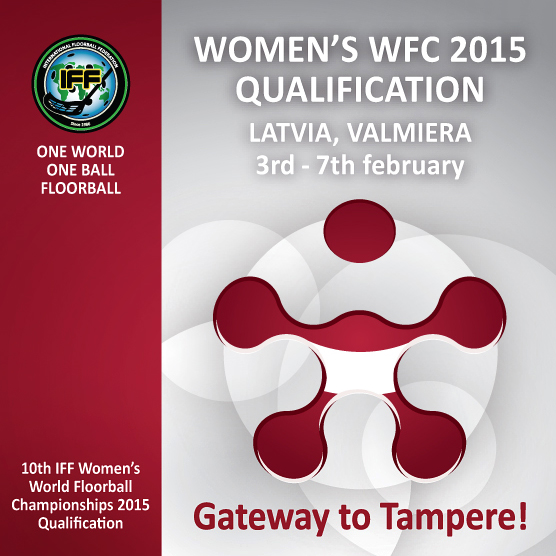 INTERNATIONAL FLOORBALL FEDERATION
IFF
Since 1986
ONE WORLD
ONE BALL
FLOORBALL
WOMEN'S WFC 2015
QUALIFICATION
LATVIA, VALMIERA
3rd - 7th february
10th IFF Women's
World Floorball
Championships 2015
Qualification
Gateway to Tampere!